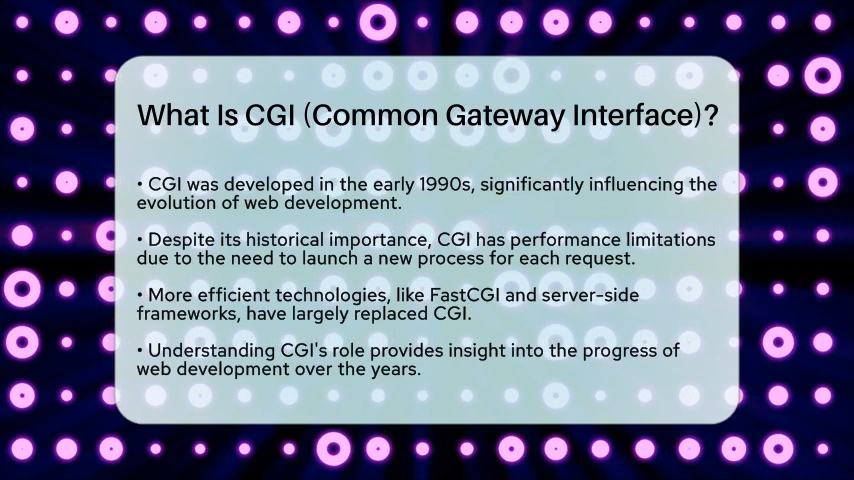 What Is CGI (Common Gateway Interface)?
• CGI was developed in the early 1990s, significantly influencing the
evolution of web development.
• Despite its historical importance, CGI has performance limitations
due to the need to launch a new process for each request.
• More efficient technologies, like FastCGI and server-side
frameworks, have largely replaced CGI.
• Understanding CGI's role provides insight into the progress of
web development over the years.